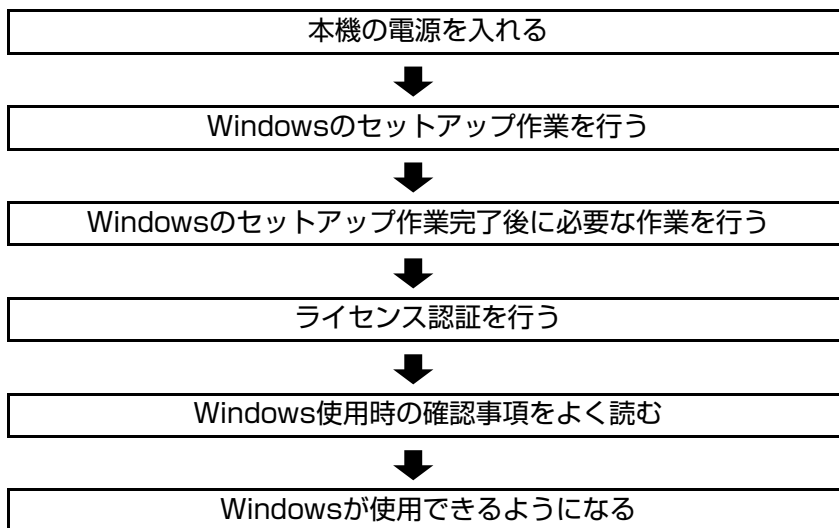 本機の電源を入れる
Windowsのセットアップ作業を行う
Windowsのセットアップ作業完了後に必要な作業を行う
ライセンス認証を行う
Windows使用時の確認事項をよく読む
Windowsが使用できるようになる